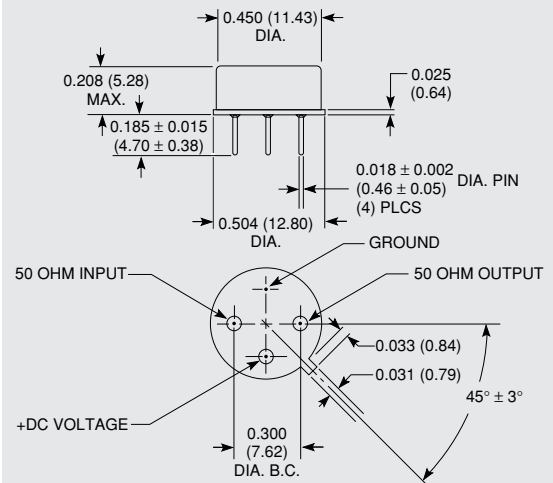 0.450 (11.43)
DIA.
0.208 (5.28)
MAX.
0.025
(0.64)
0.185 ± 0.015
(4.70 ± 0.38)
0.018 ± 0.002
(0.46 ± 0.05)
(4) PLCS
DIA. PIN
0.504 (12.80)
DIA.
GROUND
50 OHM INPUT
50 OHM OUTPUT
0.033 (0.84)
0.031 (0.79)
45° ± 3°
+DC VOLTAGE
0.300
(7.62)
DIA. B.C.